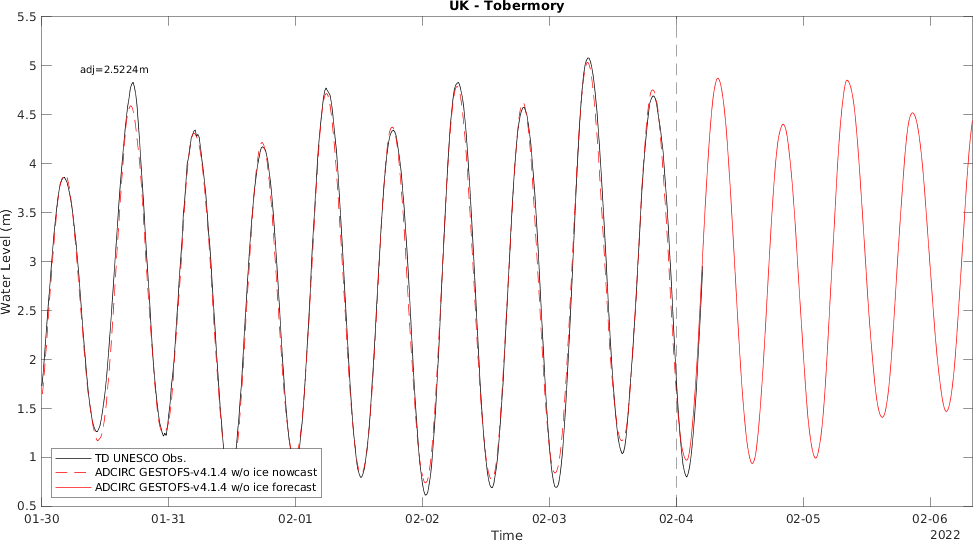 UK - Tobermory
adj=2.5224m
5.5
5
4.5
4
3.5
3
2.5
2
1.5
1
0.5
Water Level (m)
TD UNESCO Obs.
ADCIRC GESTOFS-v4.1.4 w/o ice nowcast
ADCIRC GESTOFS-v4.1.4 w/o ice forecast
01-30 01-31 02-01 02-02 02-03 02-04 02-05 02-06
Time
2022